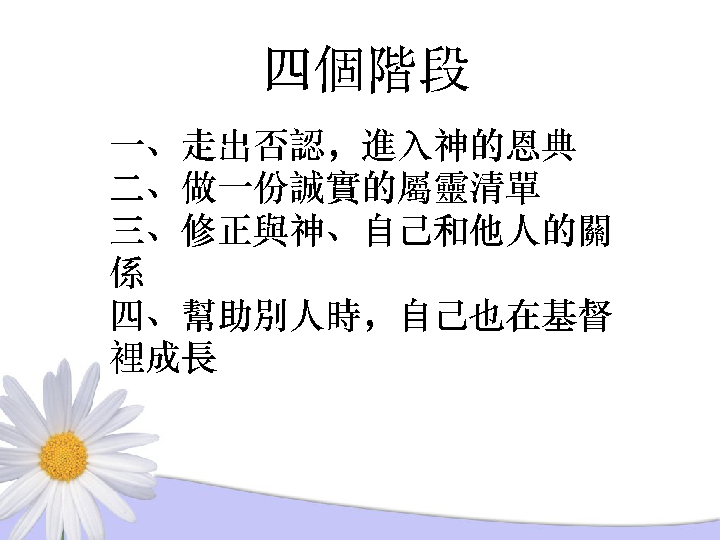 四個階段
一、走出否認，進入神的恩典
二、做一份誠實的屬靈清單
三、修正與神、自己和他人的關
係
四、幫助別人時，自己也在基督
裡成長